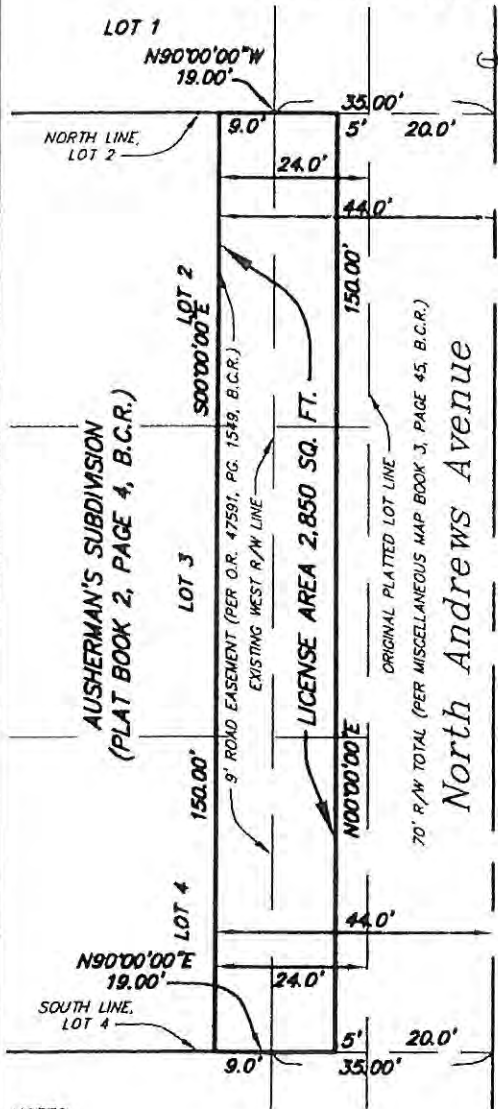 LOT 1
N90°00'00"W
19.00'
35.00'
NORTH LINE,
LOT 2
9.0'
5'
20.0'
24.0'
44.0'
LOT 2
S00°00'00"E
150.00'
AUSHERMAN'S SUBDIVISION
(PLAT BOOK 2, PAGE 4, B.C.R.)
LOT 3
9' ROAD EASEMENT (PER O.R. 47591, PG. 1549, B.C.R.)
EXISTING WEST R/W LINE
LICENSE AREA 2,850 SQ. FT.
ORIGINAL PLATTED LOT LINE
70' R/W TOTAL (PER MISCELLANEOUS MAP BOOK 3, PAGE 45, B.C.R.)
North Andrews Avenue
150.00'
N00°00'00"E
LOT 4
44.0'
N90°00'00"E
19.00'
24.0'
SOUTH LINE,
LOT 4
5'
20.0'
9.0'
35.00'